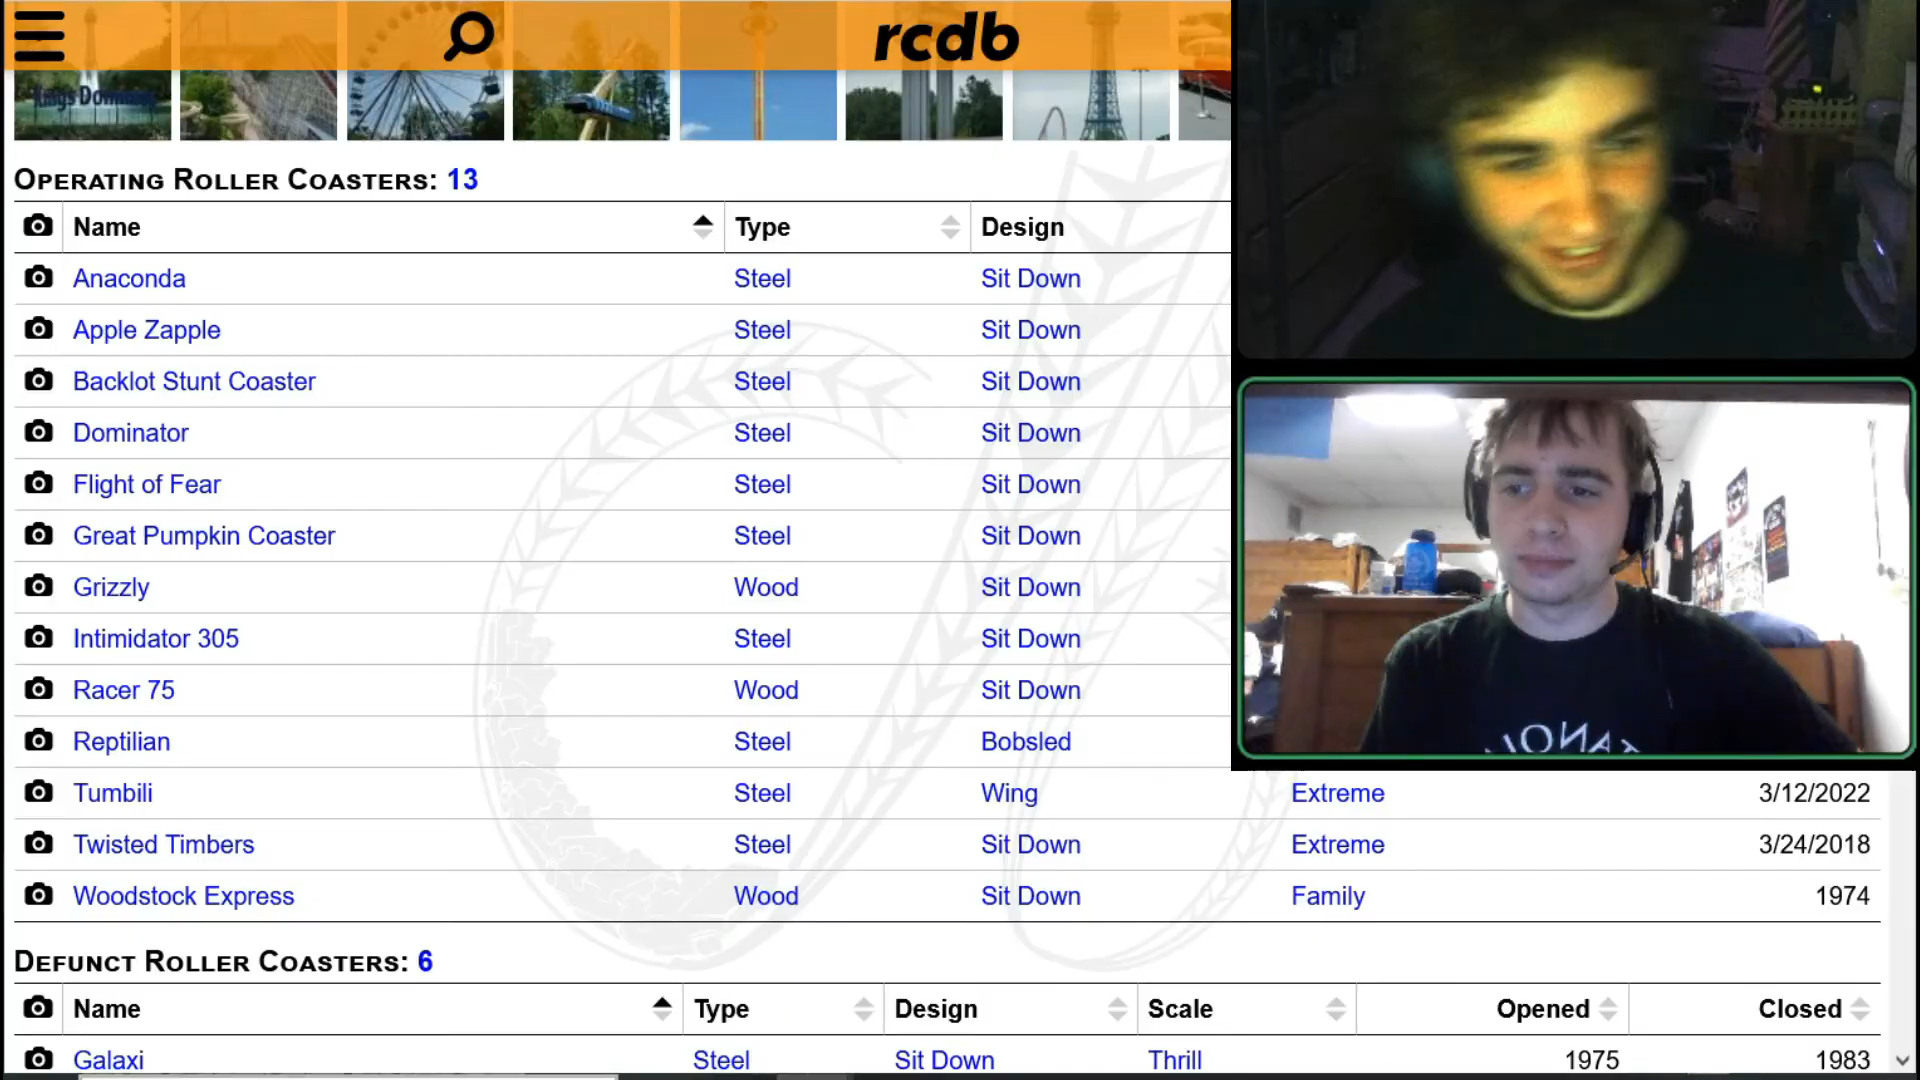 rcdb
Kings Dominion
OPERATING ROLLER COASTERS: 13
Name Type Design
Anaconda Steel Sit Down
Apple Zapple Steel Sit Down
Backlot Stunt Coaster Steel Sit Down
Dominator Steel Sit Down
Flight of Fear Steel Sit Down
Great Pumpkin Coaster Steel Sit Down
Grizzly Wood Sit Down
Intimidator 305 Steel Sit Down
Racer 75 Wood Sit Down
Reptilian Steel Bobsled
Tumbili Steel Wing Extreme 3/12/2022
Twisted Timbers Steel Sit Down Extreme 3/24/2018
Woodstock Express Wood Sit Down Family 1974
DEFUNCT ROLLER COASTERS: 6
Name Type Design Scale Opened Closed
Galaxi Steel Sit Down Thrill 1975 1983